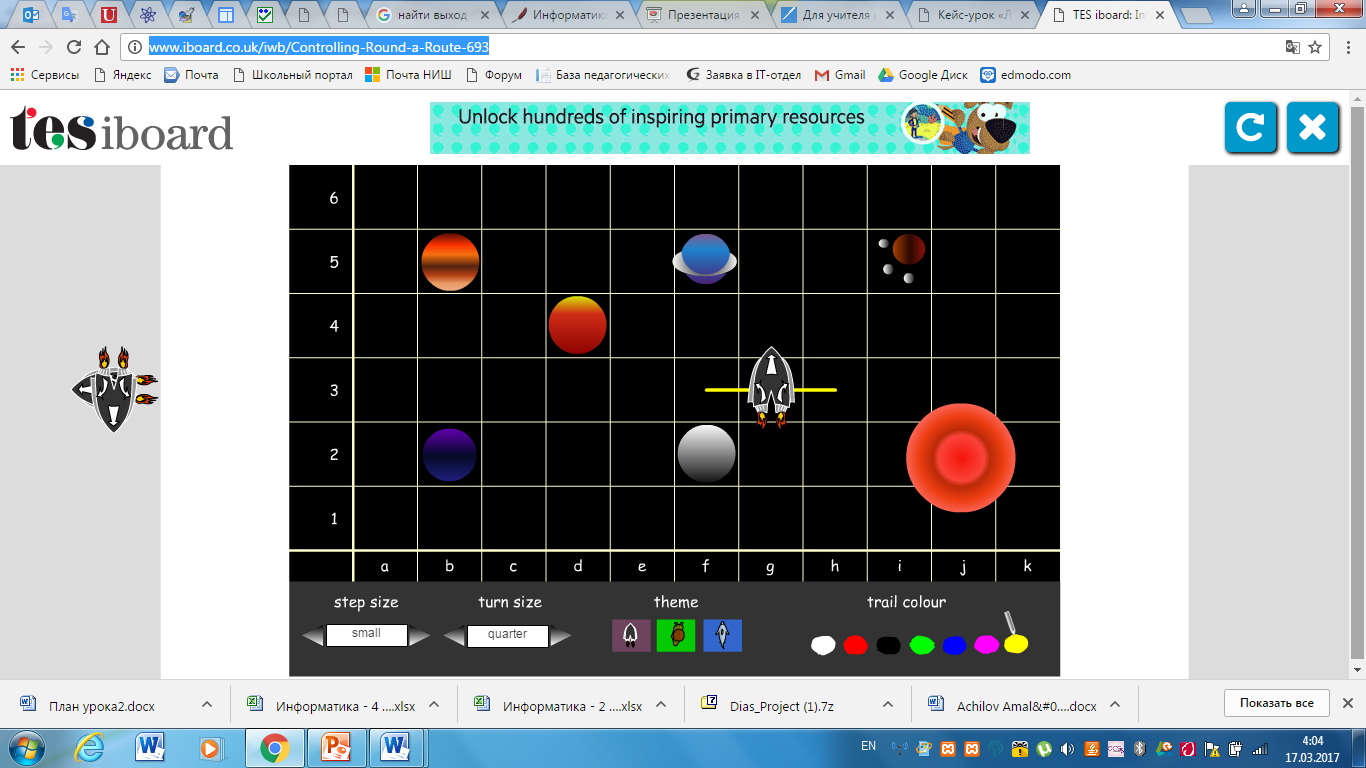 найти выход
Информатика
Презентация
Для учителя и
Кейс-урок «Л
TES iboard: In
www.iboard.co.uk/iwb/Controlling-Round-a-Route-693
Сервисы
Яндекс
Почта
Школьный портал
Почта НИШ
Форум
База педагогических
Заявка в IT-отдел
Gmail
Google Диск
edmodo.com
tes iboard
Unlock hundreds of inspiring primary resources
6
5
4
3
2
1
a b c d e f g h i j k
step size
turn size
theme
trail colour
small
quarter
План урока2.docx
Информатика - 4 ....xlsx
Информатика - 2 ....xlsx
Dias_Project (1).7z
Achilov Amal&#0....docx
Показать все
EN
4:04
17.03.2017